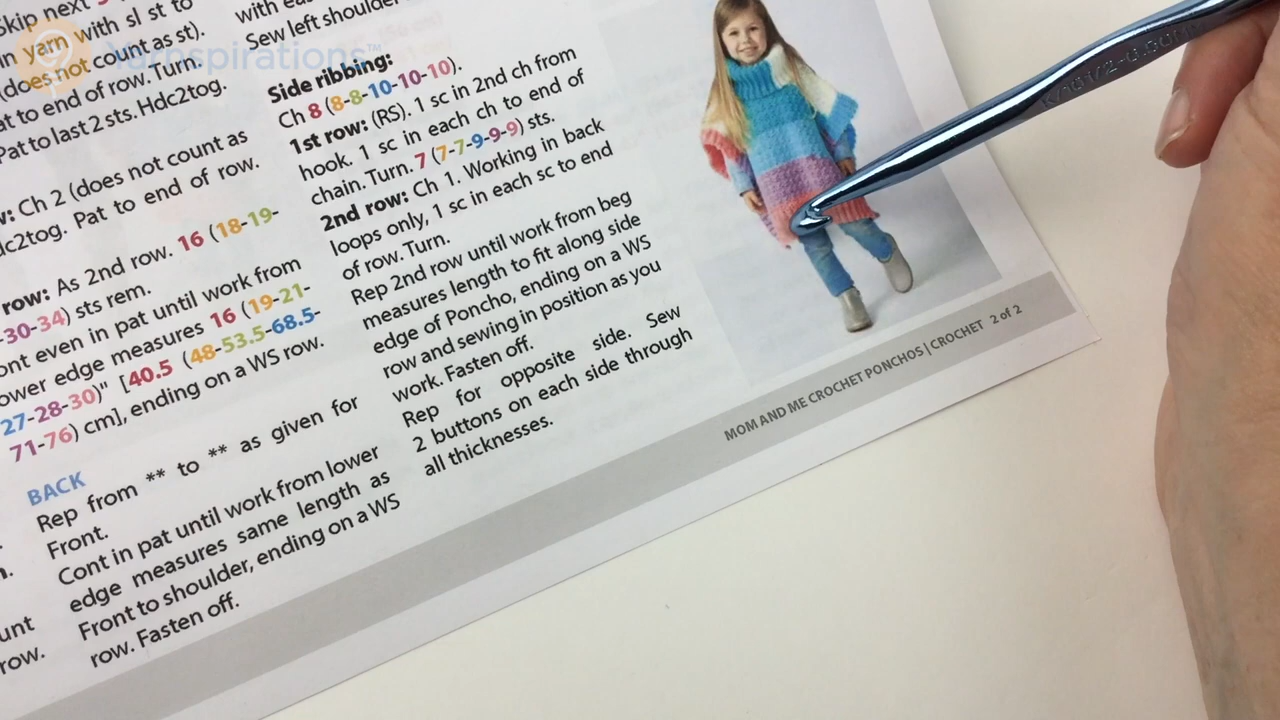 Skip next
in yarn with sl st to
(does not count as st).
at to end of row. Turn.
Pat to last 2 sts. Hdc2tog.
w: Ch 2 (does not count as
dc2tog. Pat to end of row.
row: As 2nd row. 16 (18-19-
-30-34) sts rem.
ont even in pat until work from
ower edge measures 16 (19-21-
27-28-30)" [40.5 (48-53.5-68.5-
71-76) cm], ending on a WS row.
BACK
Rep from ** to ** as given for
Front.
Cont in pat until work from lower
edge measures same length as
Front to shoulder, ending on a WS
row. Fasten off.
unt
row.
with
Sew left shoulder
Side ribbing:
Ch 8 (8-8-10-10-10).
1st row: (RS). 1 sc in 2nd ch from
hook. 1 sc in each ch to end of
chain. Turn. 7 (7-7-9-9-9) sts.
2nd row: Ch 1. Working in back
loops only, 1 sc in each sc to end
of row. Turn.
Rep 2nd row until work from beg
measures length to fit along side
edge of Poncho, ending on a WS
row and sewing in position as you
work. Fasten off.
Rep for opposite side. Sew
2 buttons on each side through
all thicknesses.
MOM AND ME CROCHET PONCHOS | CROCHET 2 of 2
Yarnspirations™